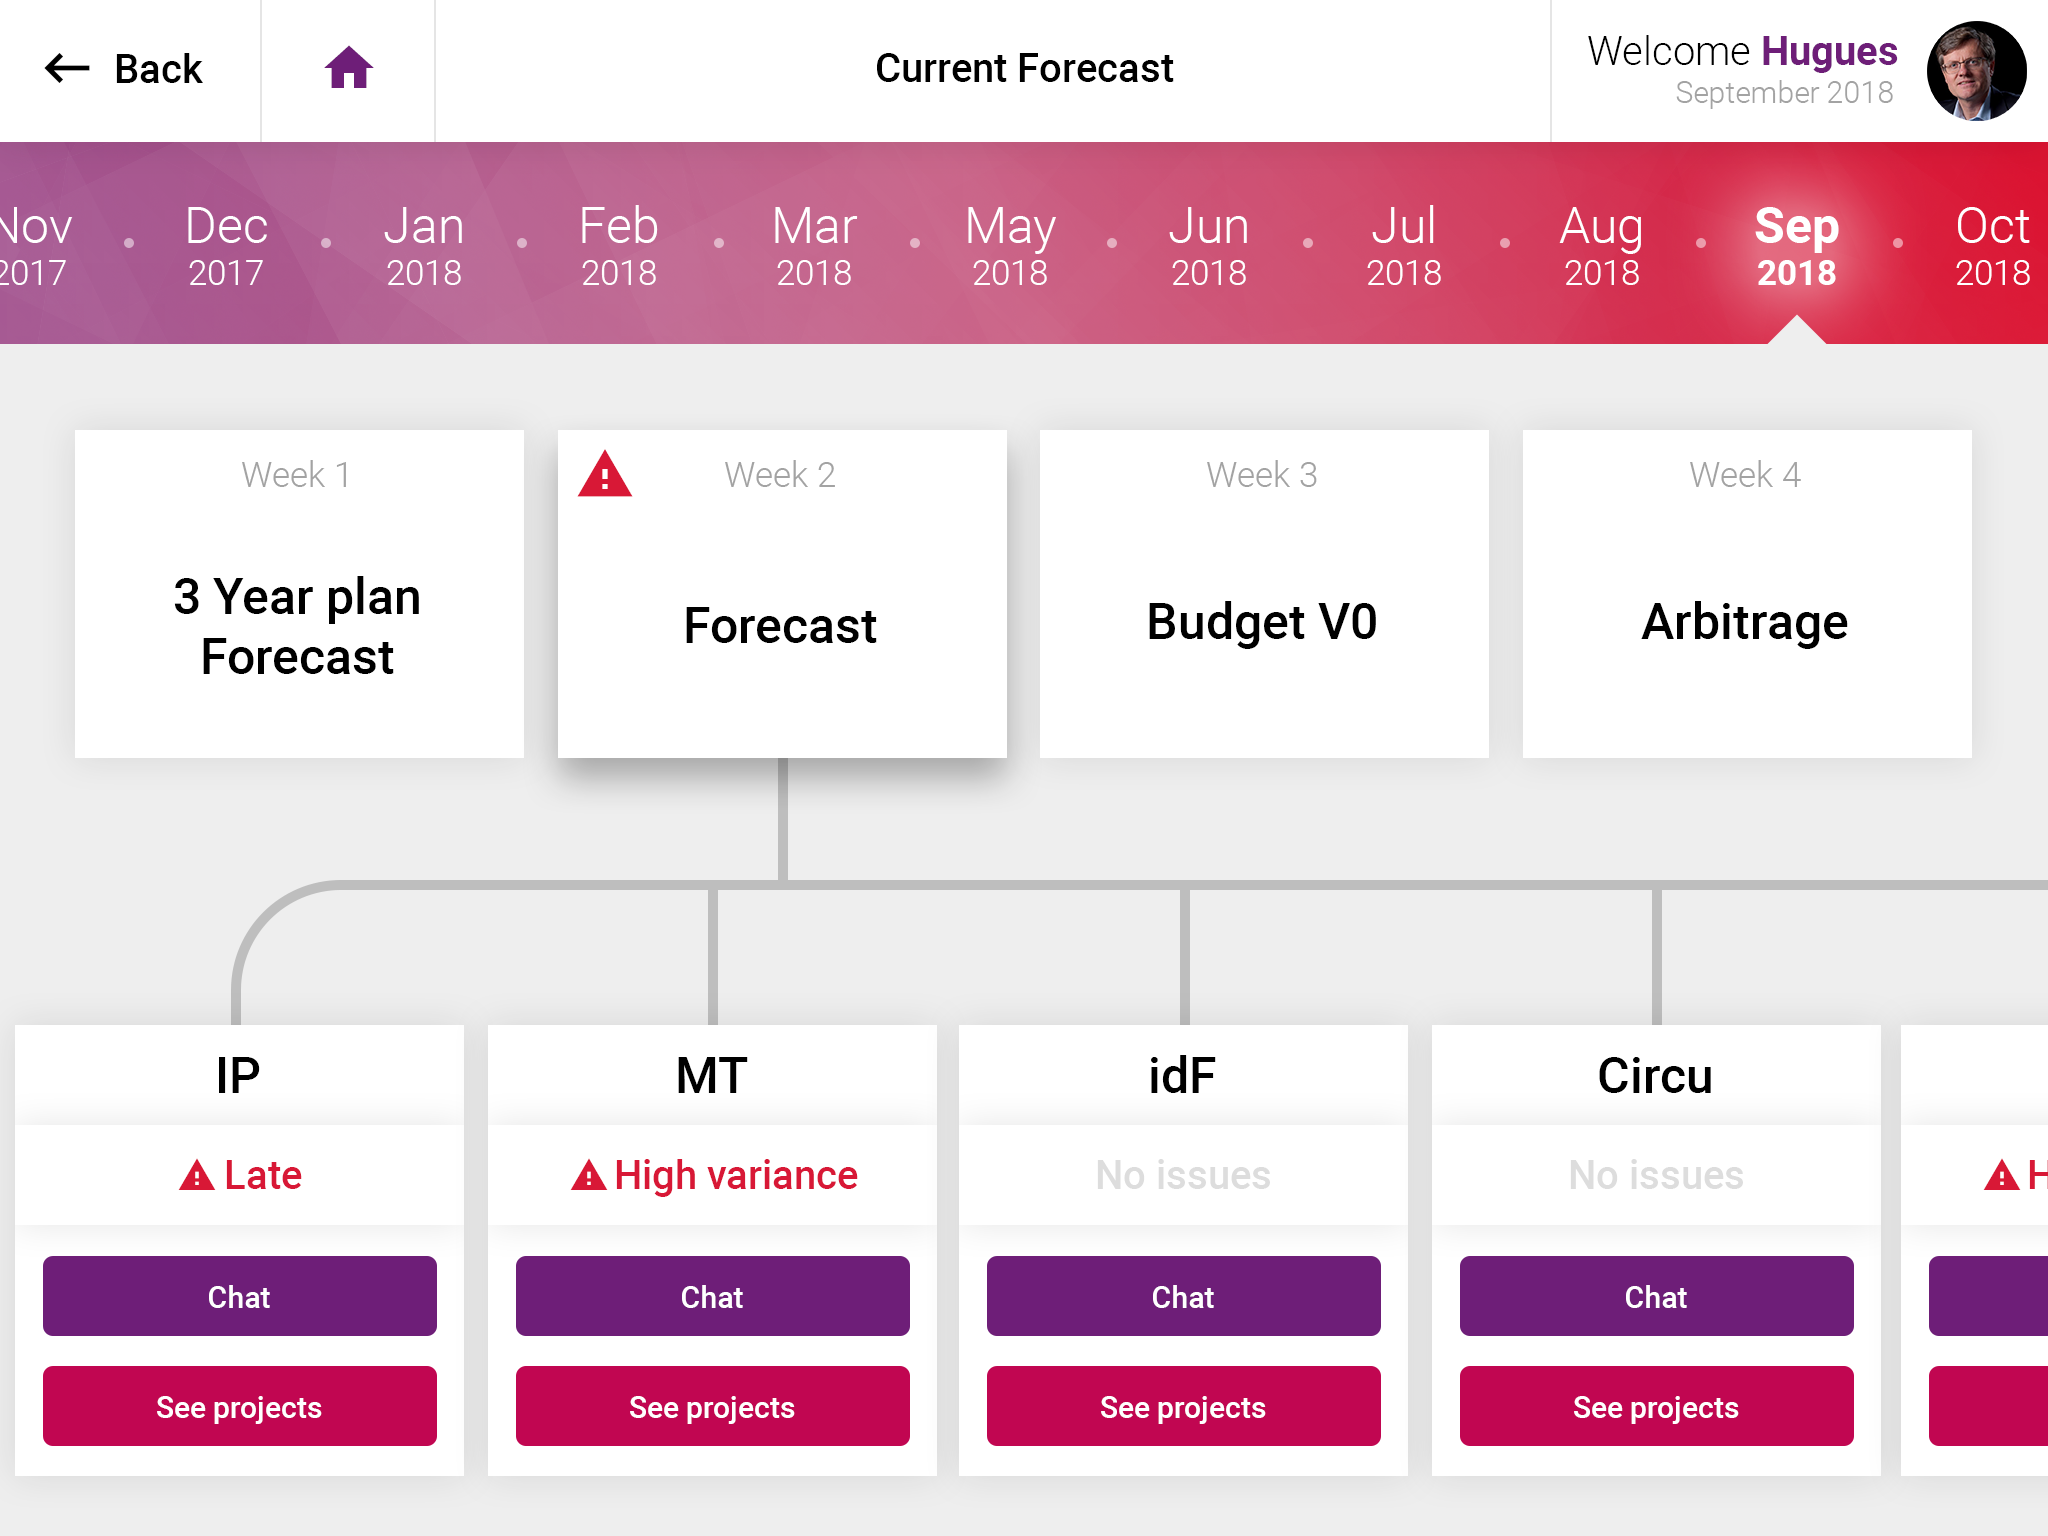 Back
Current Forecast
Welcome Hugues
September 2018
Nov
2017
Dec
2017
Jan
2018
Feb
2018
Mar
2018
May
2018
Jun
2018
Jul
2018
Aug
2018
Sep
2018
Oct
2018
Week 1
3 Year plan
Forecast
Week 2
Forecast
Week 3
Budget V0
Week 4
Arbitrage
IP
Late
Chat
See projects
MT
High variance
Chat
See projects
idF
No issues
Chat
See projects
Circu
No issues
Chat
See projects